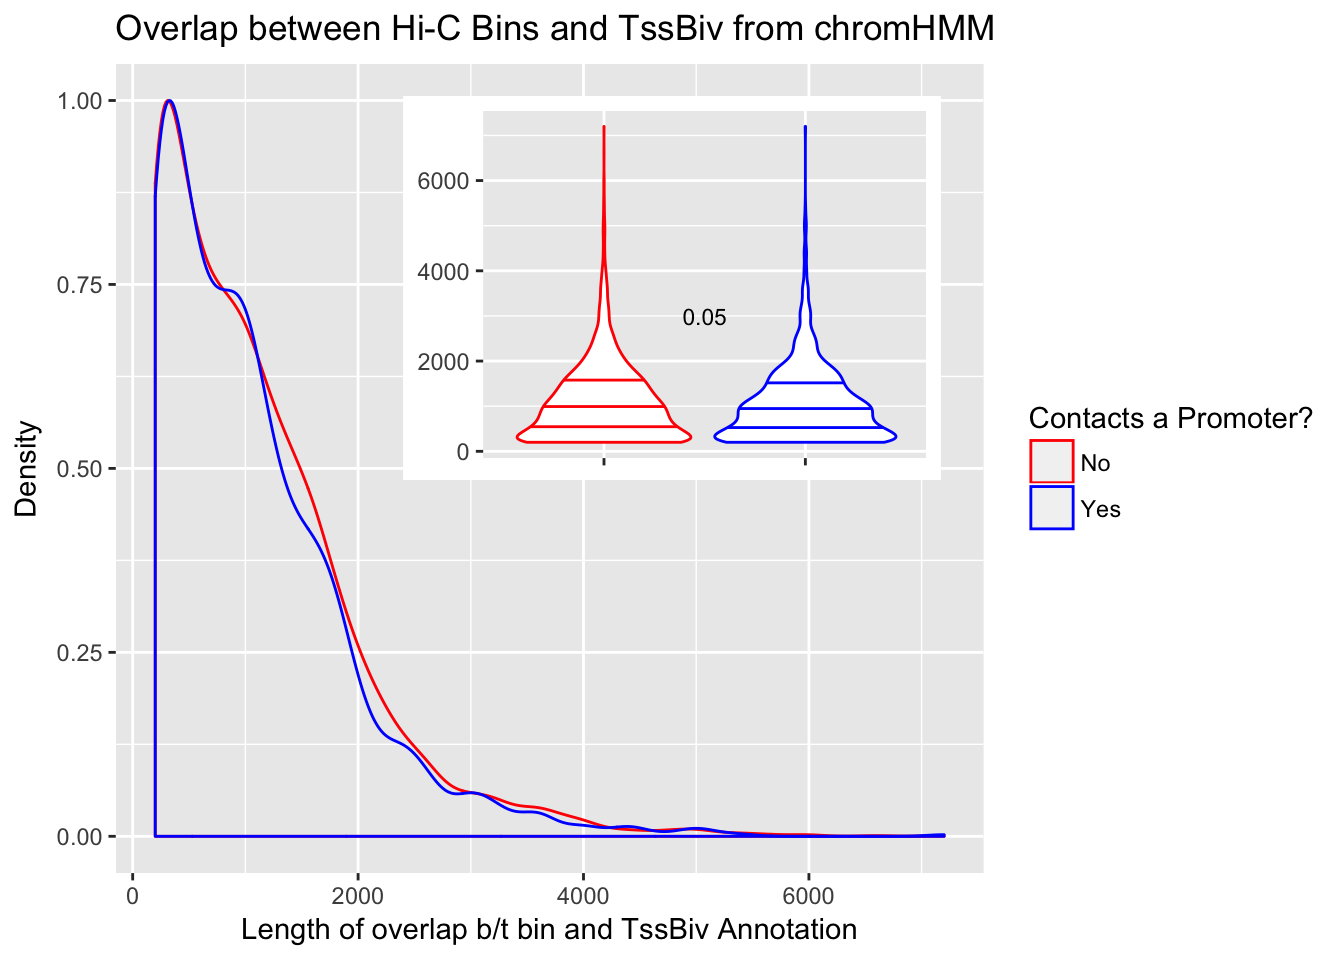 Overlap between Hi-C Bins and TssBiv from chromHMM
1.00
0.75
0.50
0.25
0.00
Density
6000
4000
2000
0
0.05
Contacts a Promoter?
No
Yes
0 2000 4000 6000
Length of overlap b/t bin and TssBiv Annotation